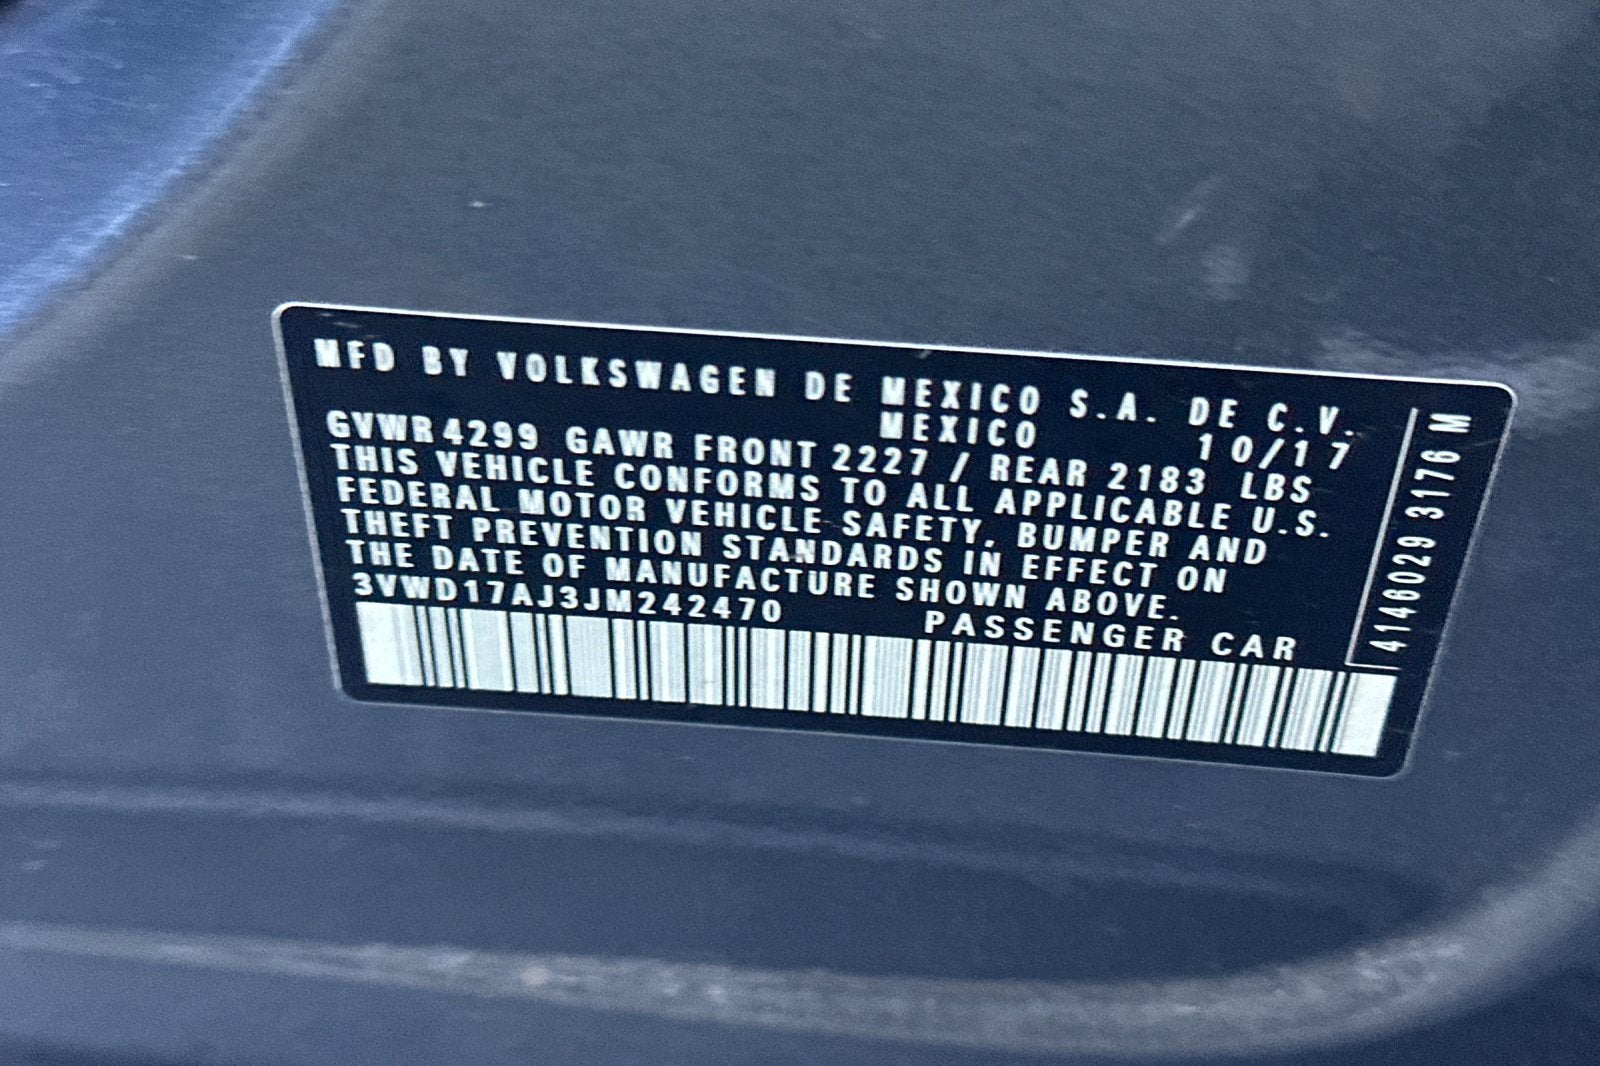 MFD BY VOLKSWAGEN DE MEXICO S.A. DE C.V.
MEXICO 10/17
GVWR 4299 GAWR FRONT 2227 / REAR 2183 LBS
THIS VEHICLE CONFORMS TO ALL APPLICABLE U.S.
FEDERAL MOTOR VEHICLE SAFETY, BUMPER AND
THEFT PREVENTION STANDARDS IN EFFECT ON
THE DATE OF MANUFACTURE SHOWN ABOVE.
3VWD17AJ3JM242470 PASSENGER CAR
4146029 3176 M